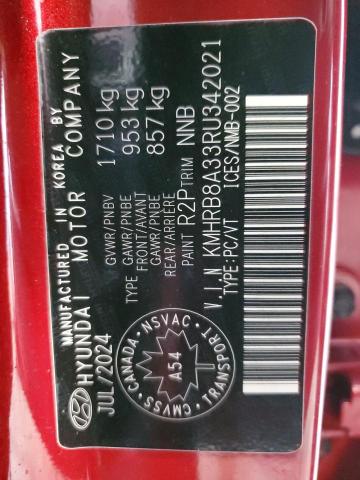 MANUFACTURED IN KOREA BY
HYUNDAI MOTOR COMPANY
JUL/2024
GVWR/PNBV 1710 kg
TYPE GAWR/PNBE FRONT/AVANT 953 kg
GAWR/PNBE REAR/ARRIÈRE 857 kg
PAINT R2P TRIM NNB
CANADA · NSVAC · TRANSPORT · CMVSS
A54
V.I.N KMHRB8A33RU342021
TYPE:PC/VT ICES/NMB-002